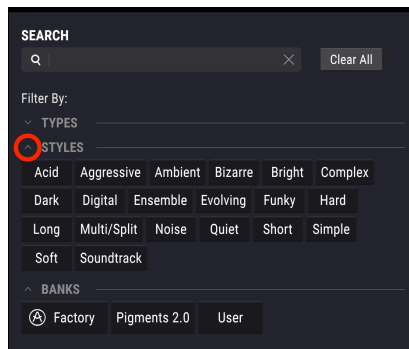 SEARCH
Clear All
Filter By:
TYPES
STYLES
Acid Aggressive Ambient Bizarre Bright Complex
Dark Digital Ensemble Evolving Funky Hard
Long Multi/Split Noise Quiet Short Simple
Soft Soundtrack
BANKS
Factory Pigments 2.0 User